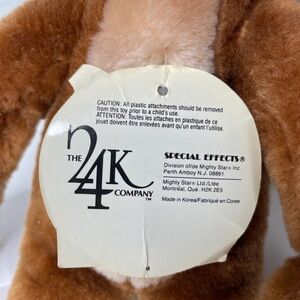 CAUTION: All plastic attachments should be removed
from this toy prior to a child's use.
ATTENTION: Toutes les attaches en plastique de ce
jouet doivent être enlevées avant qu'un enfant l'utilise.
THE
24K
COMPANY
TM
SPECIAL EFFECTS®
Division of/de Mighty Star® Inc.
Perth Amboy N.J. 08861
Mighty Star® Ltd./Ltée
Montréal, Qué. H2K 2E5
Made in Korea/Fabriqué en Corée